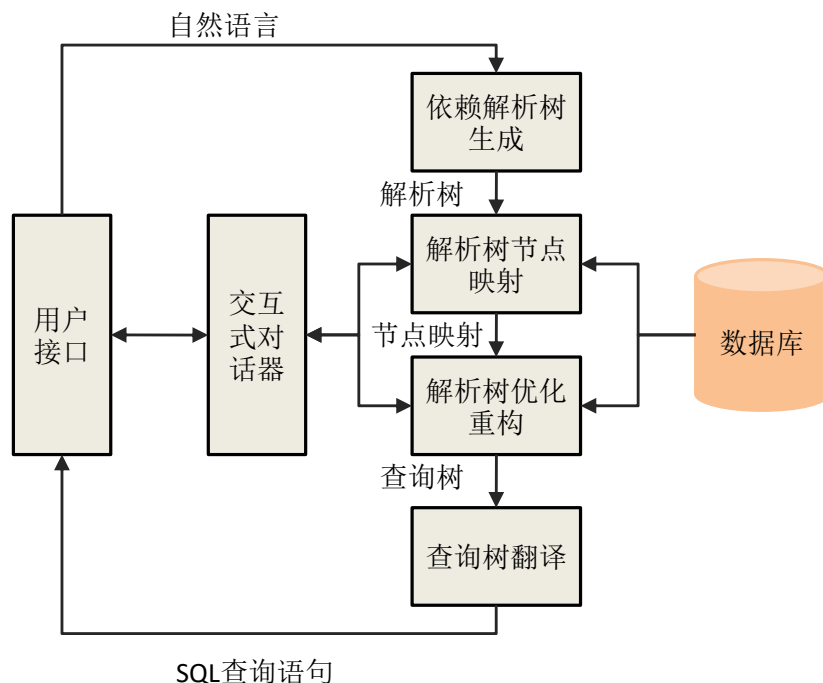 自然语言
依赖解析树
生成
解析树
解析树节点
映射
用户
接口
交互
式对
话器
节点映射
数据库
解析树优化
重构
查询树
查询树翻译
SQL查询语句